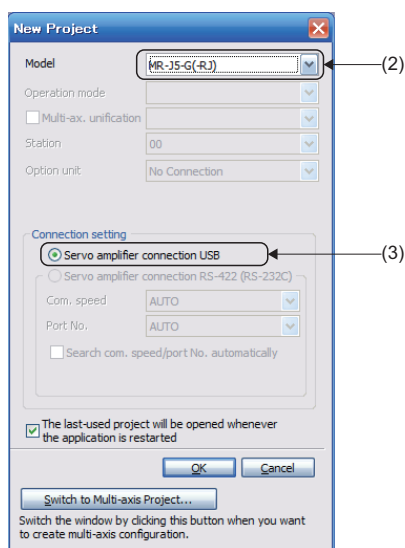 New Project
Model MR-J5-G(-RJ) (2)
Operation mode
Multi-ax. unification
Station 00
Option unit No Connection
Connection setting
Servo amplifier connection USB (3)
Servo amplifier connection RS-422 (RS-232C)
Com. speed AUTO
Port No. AUTO
Search com. speed/port No. automatically
The last-used project will be opened whenever
the application is restarted
OK Cancel
Switch to Multi-axis Project...
Switch the window by clicking this button when you want
to create multi-axis configuration.